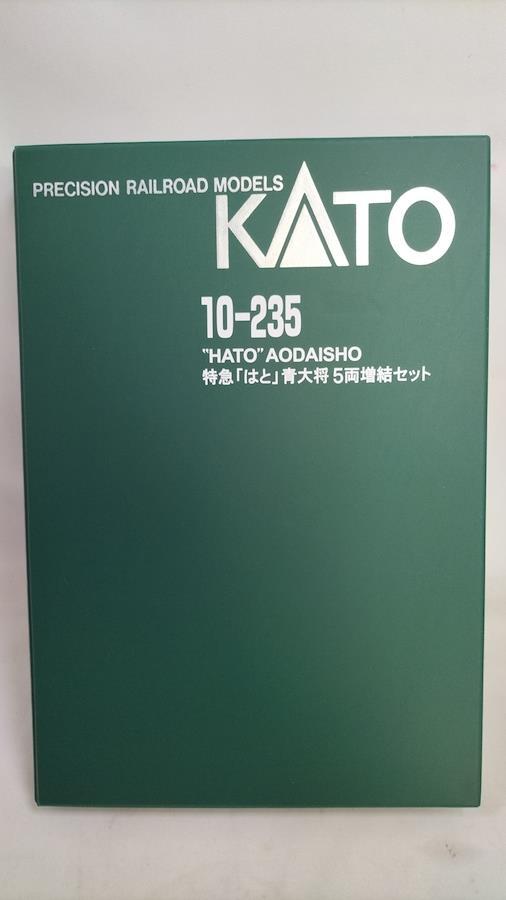 PRECISION RAILROAD MODELS
KATO
10-235
"HATO" AODAISHO
特急「はと」青大将 5両増結セット